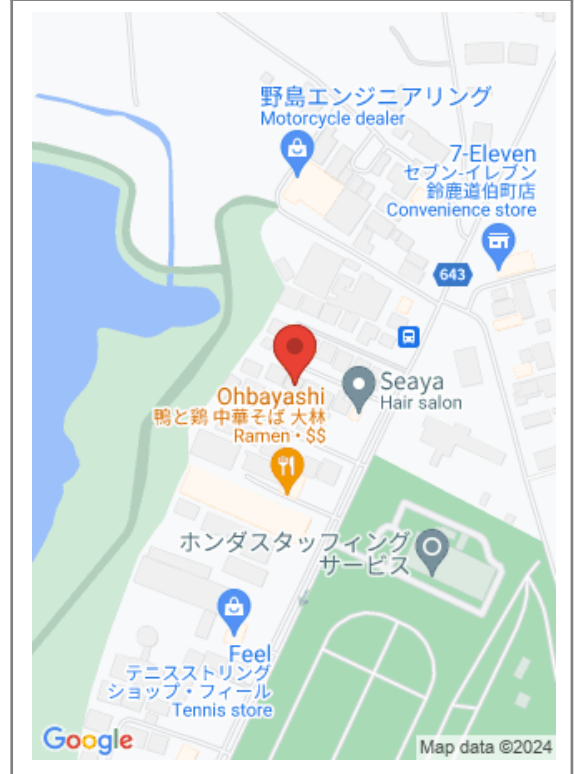 野島エンジニアリング
Motorcycle dealer
7-Eleven
セブン-イレブン
鈴鹿道伯町店
Convenience store
643
Seaya
Hair salon
Ohbayashi
鴨と鶏 中華そば 大林
Ramen • $$
ホンダスタッフィング
サービス
Feel
テニスストリング
ショップ・フィール
Tennis store
Google
Map data ©2024